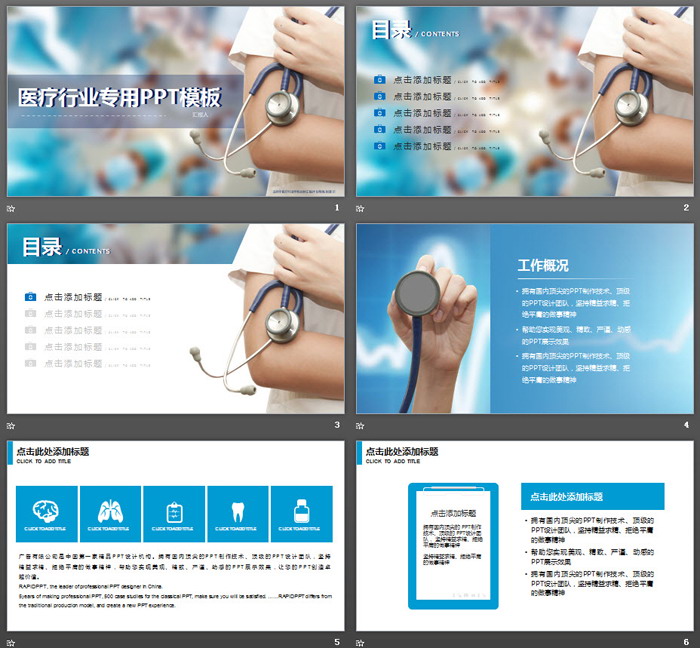 医疗行业专用PPT模板
汇报人
1
目录 / CONTENTS
点击添加标题 / CLICK TO ADD TITLE
点击添加标题 / CLICK TO ADD TITLE
点击添加标题 / CLICK TO ADD TITLE
点击添加标题 / CLICK TO ADD TITLE
点击添加标题 / CLICK TO ADD TITLE
2
目录 / CONTENTS
点击添加标题 / CLICK TO ADD TITLE
点击添加标题 / CLICK TO ADD TITLE
点击添加标题 / CLICK TO ADD TITLE
点击添加标题 / CLICK TO ADD TITLE
点击添加标题 / CLICK TO ADD TITLE
3
工作概况
• 拥有国内顶尖的PPT制作技术、顶级
的PPT设计团队，坚持精益求精、拒
绝平庸的做事精神
• 帮助您实现美观、精致、严谨、动感
的PPT展示效果
• 拥有国内顶尖的PPT制作技术、顶级
的PPT设计团队，坚持精益求精、拒
绝平庸的做事精神
4
点击此处添加标题
CLICK TO ADD TITLE
CLICK TO ADD TITLE
CLICK TO ADD TITLE
CLICK TO ADD TITLE
CLICK TO ADD TITLE
CLICK TO ADD TITLE
广告有限公司是中国第一家精品PPT设计机构。拥有国内顶尖的PPT制作技术、顶级的PPT设计团队，坚持
精益求精、拒绝平庸的做事精神，帮助您实现美观、精致、严谨、动感的PPT展示效果，让您的PPT创造卓
越价值。
RAPIDPPT, the leader of professional PPT designer in China.
6years of making professional PPT, 500 case studies for the classical PPT, make sure you will be satisfied. ......RAPIDPPT differs from
the traditional production model, and create a new PPT experience.
5
点击此处添加标题
CLICK TO ADD TITLE
点击添加标题
拥有国内顶尖的 PPT 制作
技术、顶级的 PPT 设计团
队，坚持精益求精、拒绝
平庸的做事精神
坚持精益求精、拒绝平庸
的做事精神
点击此处添加标题
• 拥有国内顶尖的PPT制作技术、顶级的
PPT设计团队，坚持精益求精、拒绝平庸
的做事精神
• 帮助您实现美观、精致、严谨、动感的
PPT展示效果
• 拥有国内顶尖的PPT制作技术、顶级的
PPT设计团队，坚持精益求精、拒绝平庸
的做事精神
6